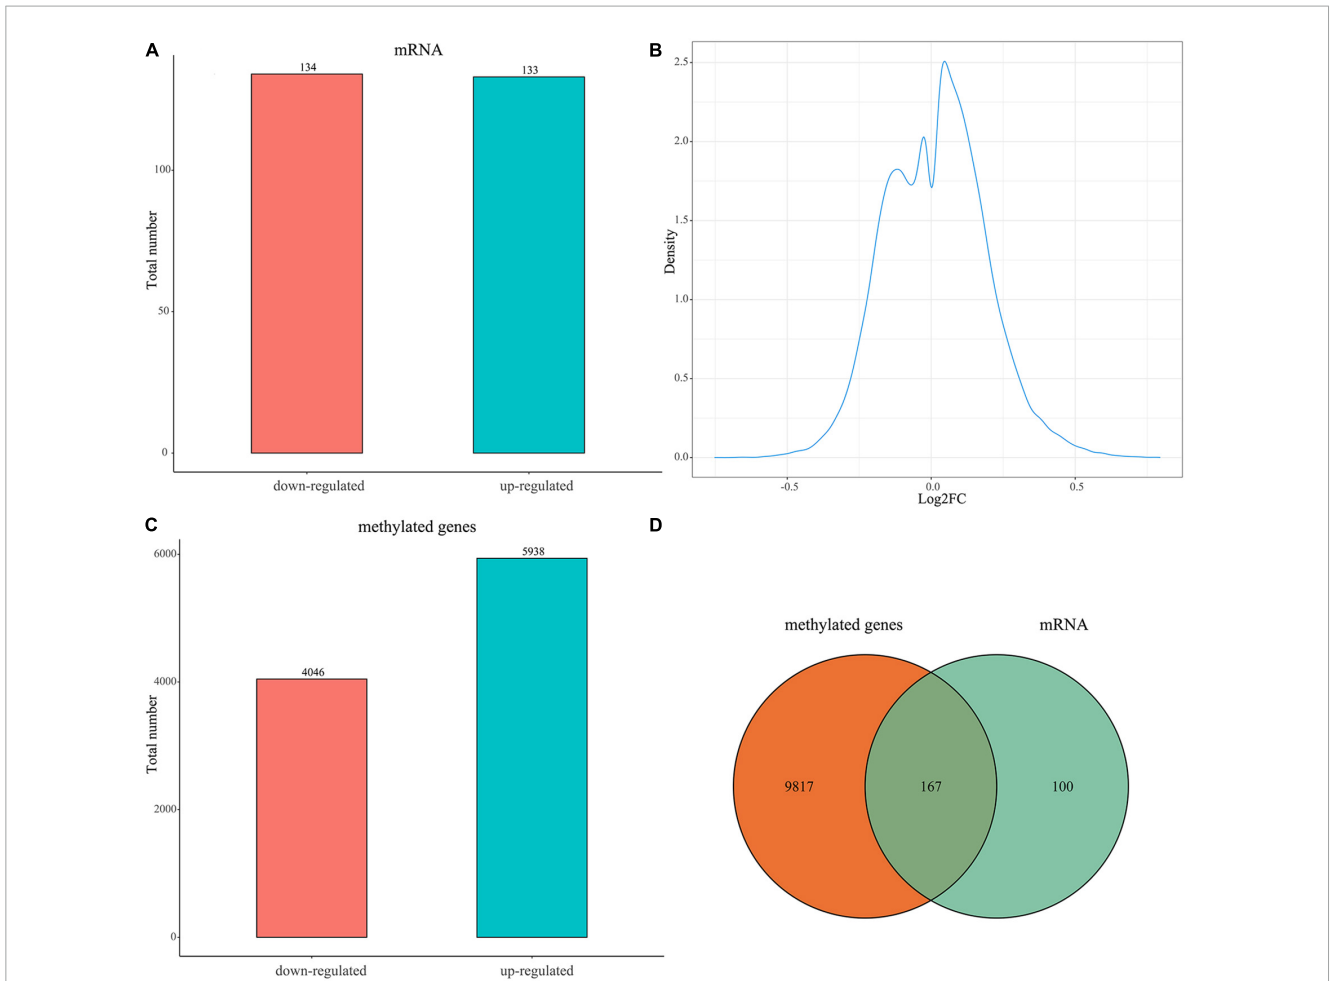 A
mRNA
134
133
100
50
0
Total number
down-regulated
up-regulated
B
2.5
2.0
1.5
1.0
0.5
0.0
Density
-0.5
0.0
0.5
Log2FC
C
methylated genes
5938
4046
6000
4000
2000
0
Total number
down-regulated
up-regulated
D
methylated genes
mRNA
9817
167
100